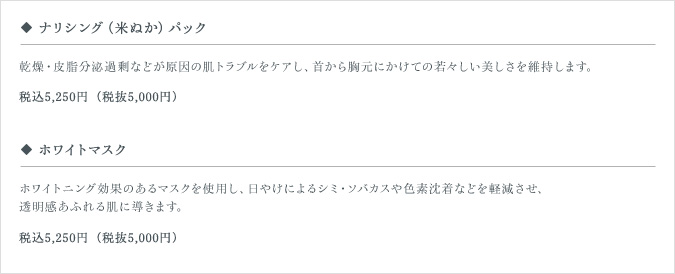 ◆ ナリシング（米ぬか）パック
乾燥・皮脂分泌過剰などが原因の肌トラブルをケアし、首から胸元にかけての若々しい美しさを維持します。
税込5,250円（税抜5,000円）
◆ ホワイトマスク
ホワイトニング効果のあるマスクを使用し、日やけによるシミ・ソバカスや色素沈着などを軽減させ、
透明感あふれる肌に導きます。
税込5,250円（税抜5,000円）